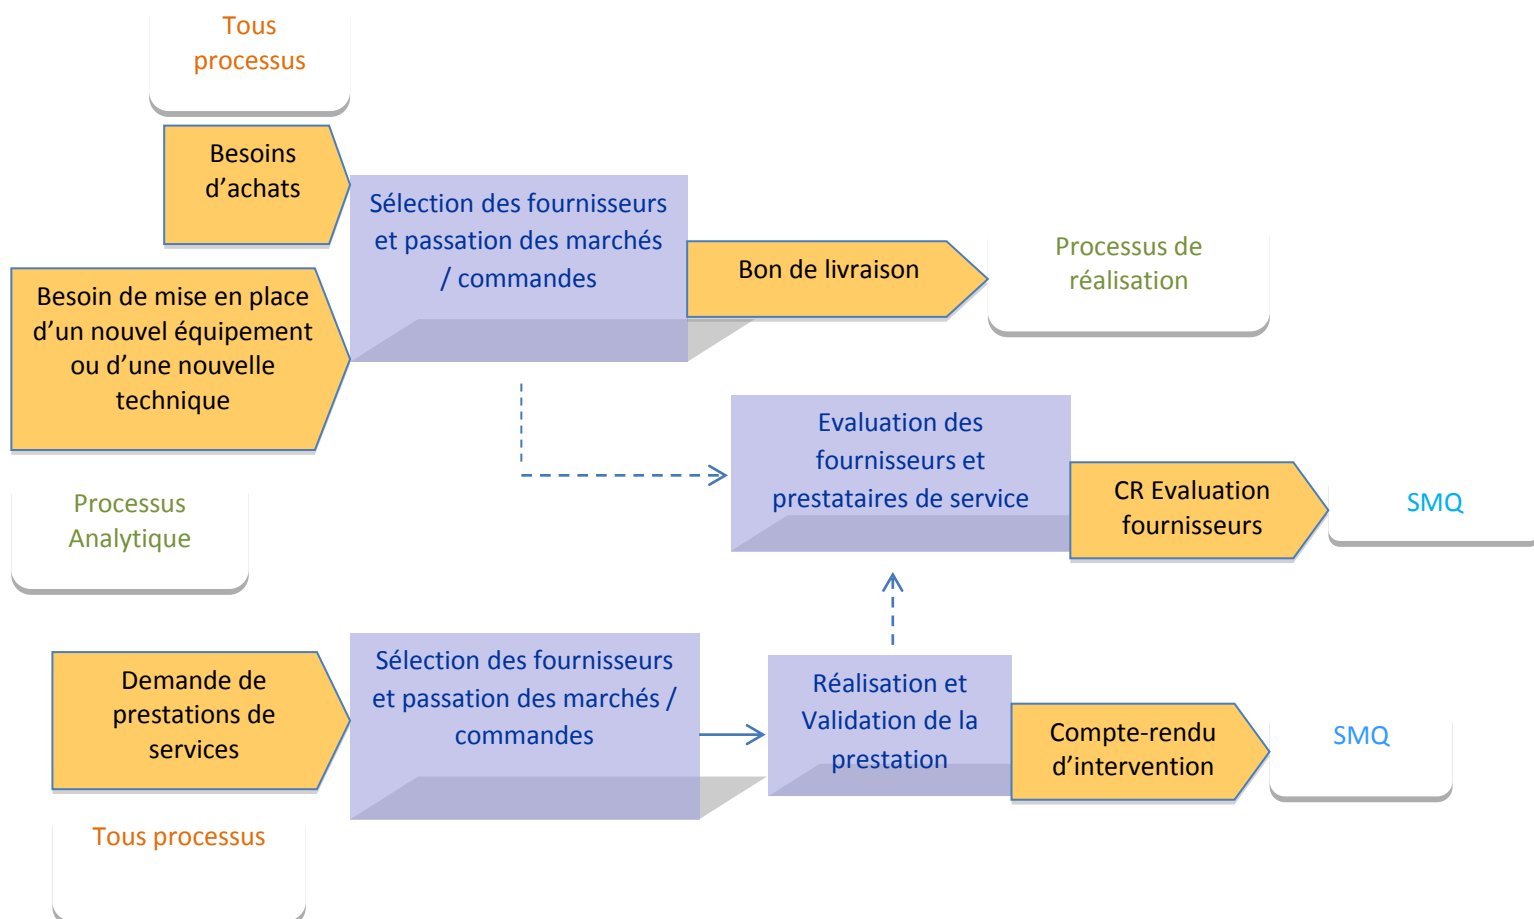 Tous
processus
Besoins
d’achats
Sélection des fournisseurs
et passation des marchés
/ commandes
Bon de livraison
Processus de
réalisation
Besoin de mise en place
d’un nouvel équipement
ou d’une nouvelle
technique
Processus
Analytique
Evaluation des
fournisseurs et
prestataires de service
CR Evaluation
fournisseurs
SMQ
Demande de
prestations de
services
Tous processus
Sélection des fournisseurs
et passation des marchés /
commandes
Réalisation et
Validation de la
prestation
Compte-rendu
d’intervention
SMQ